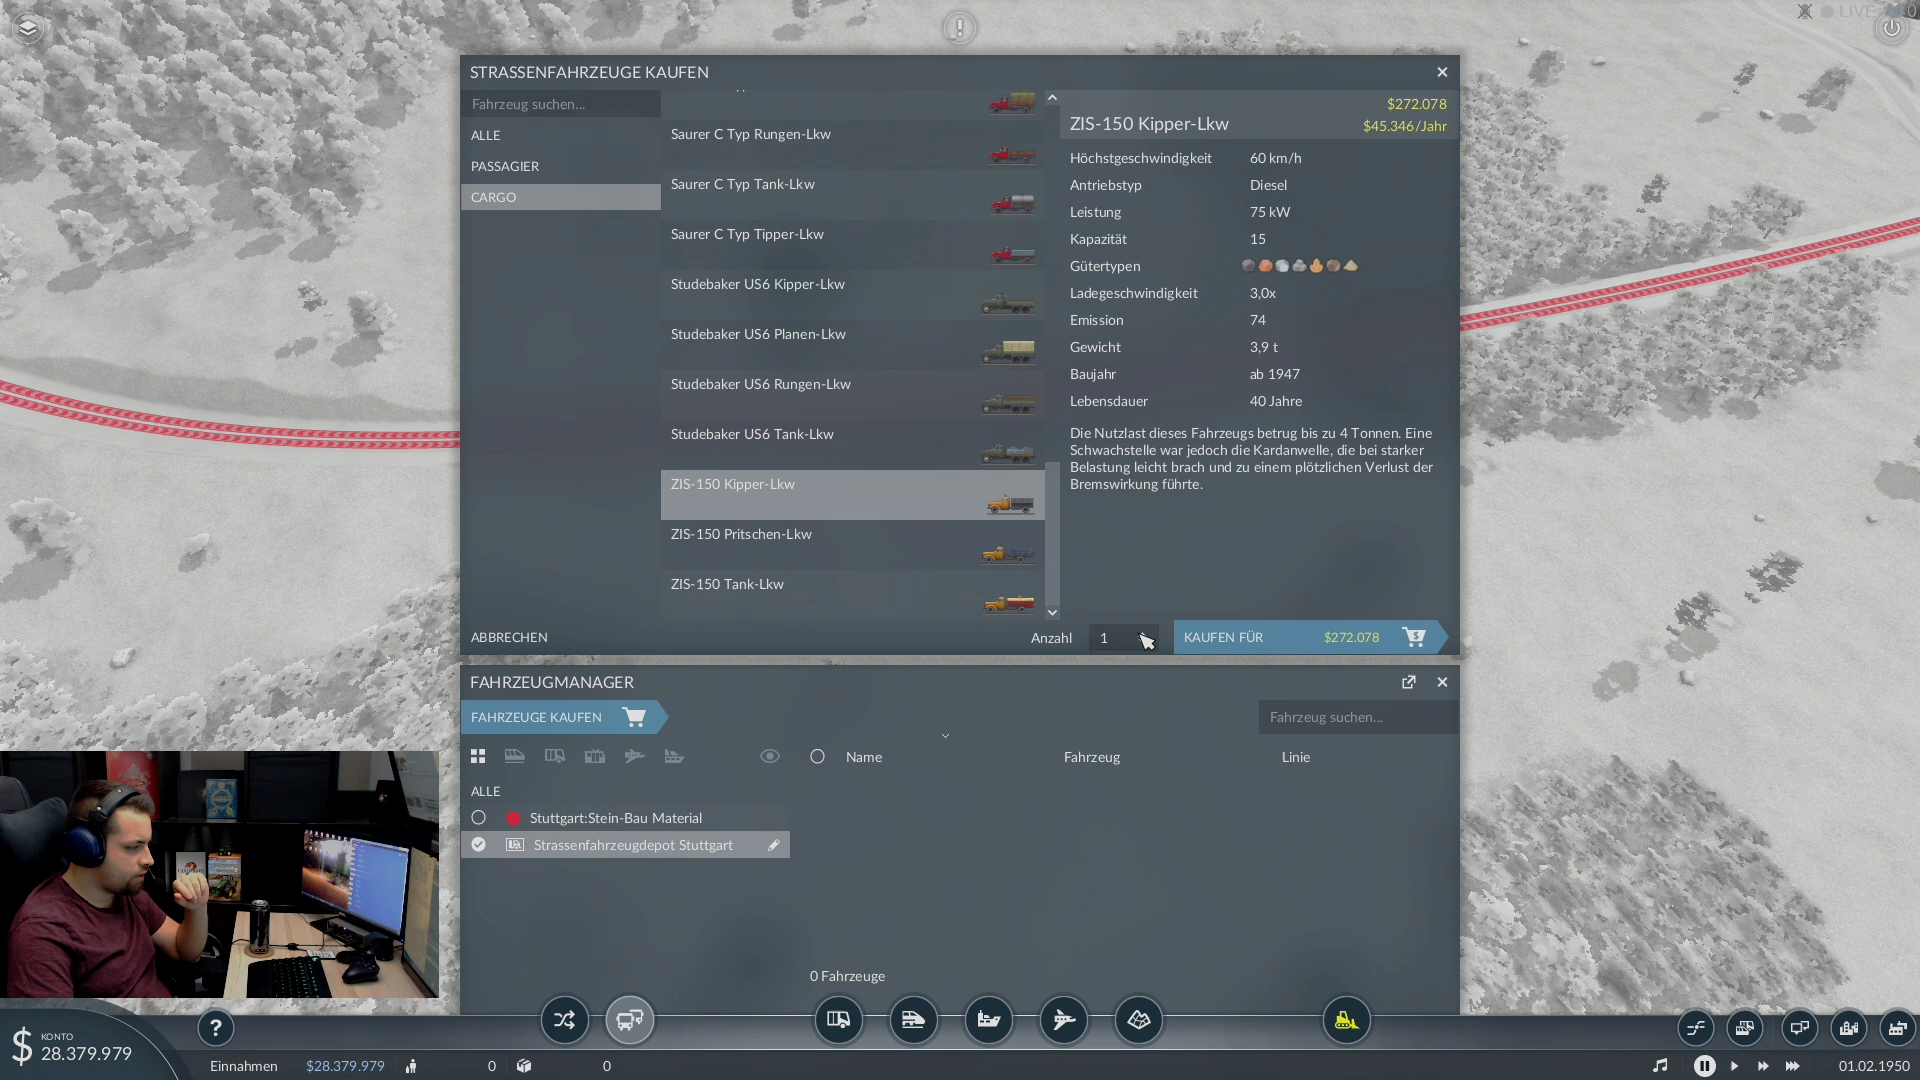 LIVE
STRASSENFAHRZEUGE KAUFEN
Fahrzeug suchen...
ALLE
PASSAGIER
CARGO
Saurer C Typ Rungen-Lkw
Saurer C Typ Tank-Lkw
Saurer C Typ Tipper-Lkw
Studebaker US6 Kipper-Lkw
Studebaker US6 Planen-Lkw
Studebaker US6 Rungen-Lkw
Studebaker US6 Tank-Lkw
ZIS-150 Kipper-Lkw
ZIS-150 Pritschen-Lkw
ZIS-150 Tank-Lkw
$272.078
ZIS-150 Kipper-Lkw
$45.346/Jahr
Höchstgeschwindigkeit 60 km/h
Antriebstyp Diesel
Leistung 75 kW
Kapazität 15
Gütertypen
Ladegeschwindigkeit 3,0x
Emission 74
Gewicht 3,9 t
Baujahr ab 1947
Lebensdauer 40 Jahre
Die Nutzlast dieses Fahrzeugs betrug bis zu 4 Tonnen. Eine
Schwachstelle war jedoch die Kardanwelle, die bei starker
Belastung leicht brach und zu einem plötzlichen Verlust der
Bremswirkung führte.
ABBRECHEN
Anzahl 1
KAUFEN FÜR $272.078
FAHRZEUGMANAGER
FAHRZEUGE KAUFEN
Fahrzeug suchen...
Name Fahrzeug Linie
ALLE
Stuttgart:Stein-Bau Material
Strassenfahrzeugdepot Stuttgart
0 Fahrzeuge
?
$ KONTO
28.379.979
Einnahmen $28.379.979 0 0
01.02.1950